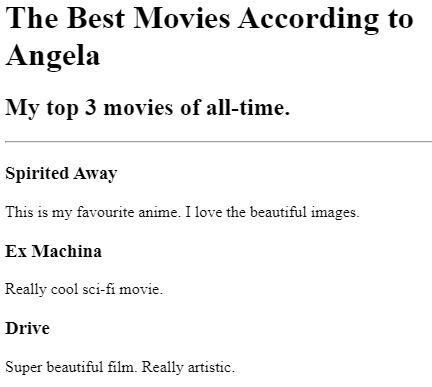 The Best Movies According to
Angela
My top 3 movies of all-time.
Spirited Away
This is my favourite anime. I love the beautiful images.
Ex Machina
Really cool sci-fi movie.
Drive
Super beautiful film. Really artistic.